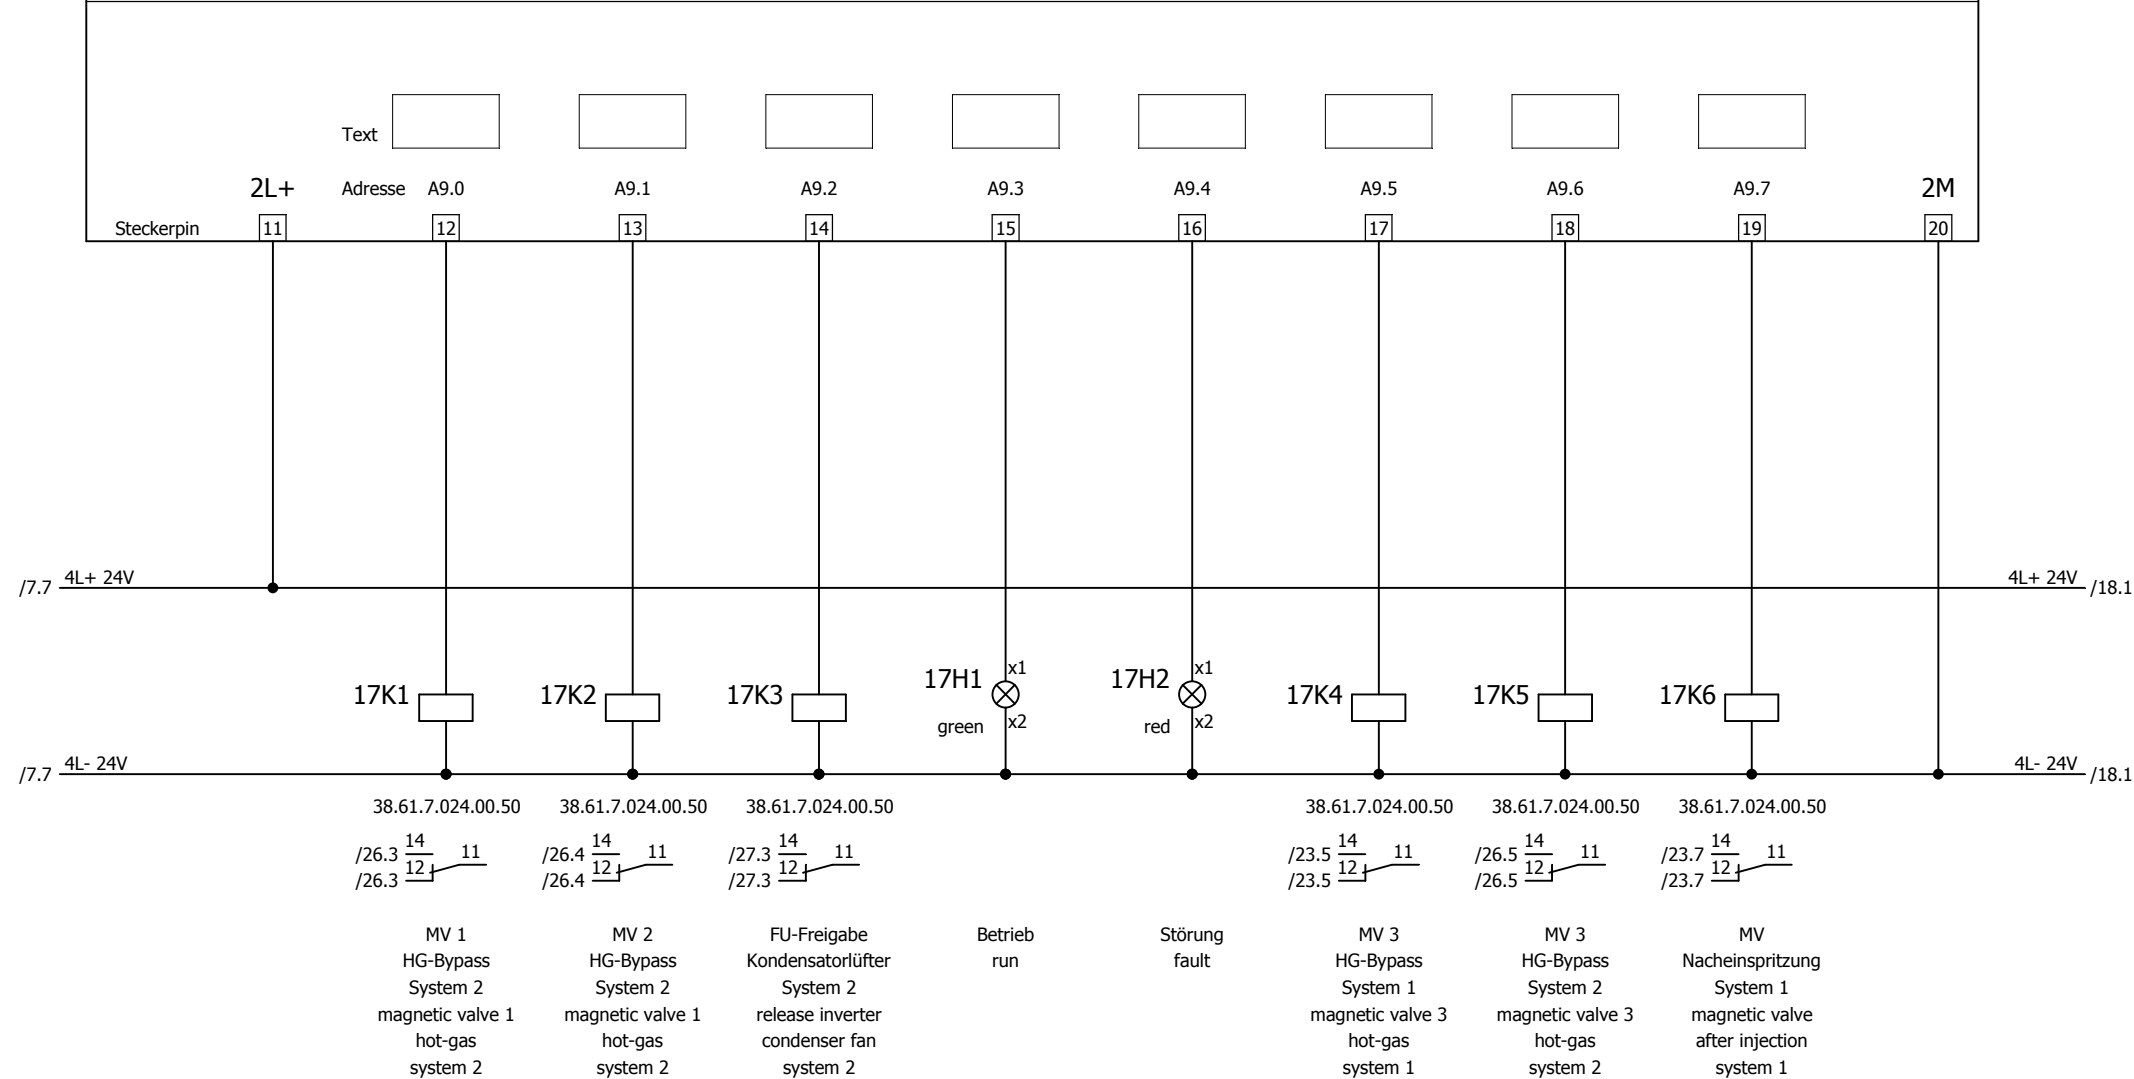 Text
2L+ Adresse A9.0 A9.1 A9.2 A9.3 A9.4 A9.5 A9.6 A9.7 2M
Steckerpin 11 12 13 14 15 16 17 18 19 20
4L+ 24V 4L+ 24V
/7.7 /18.1
x1 x1
17K1 17K2 17K3 17H1 17H2 17K4 17K5 17K6
green x2 red x2
4L- 24V 4L- 24V
/7.7 /18.1
38.61.7.024.00.50 38.61.7.024.00.50 38.61.7.024.00.50 38.61.7.024.00.50 38.61.7.024.00.50 38.61.7.024.00.50
/26.3 14 11 /26.4 14 11 /27.3 14 11 /23.5 14 11 /26.5 14 11 /23.7 14 11
/26.3 12 /26.4 12 /27.3 12 /23.5 12 /26.5 12 /23.7 12
MV 1 MV 2 FU-Freigabe Betrieb Störung MV 3 MV 3 MV
HG-Bypass HG-Bypass Kondensatorlüfter run fault HG-Bypass HG-Bypass Nacheinspritzung
System 2 System 2 System 2 System 1 System 2 System 1
magnetic valve 1 magnetic valve 1 release inverter magnetic valve 3 magnetic valve 3 magnetic valve
hot-gas hot-gas condenser fan hot-gas hot-gas after injection
system 2 system 2 system 2 system 1 system 2 system 1